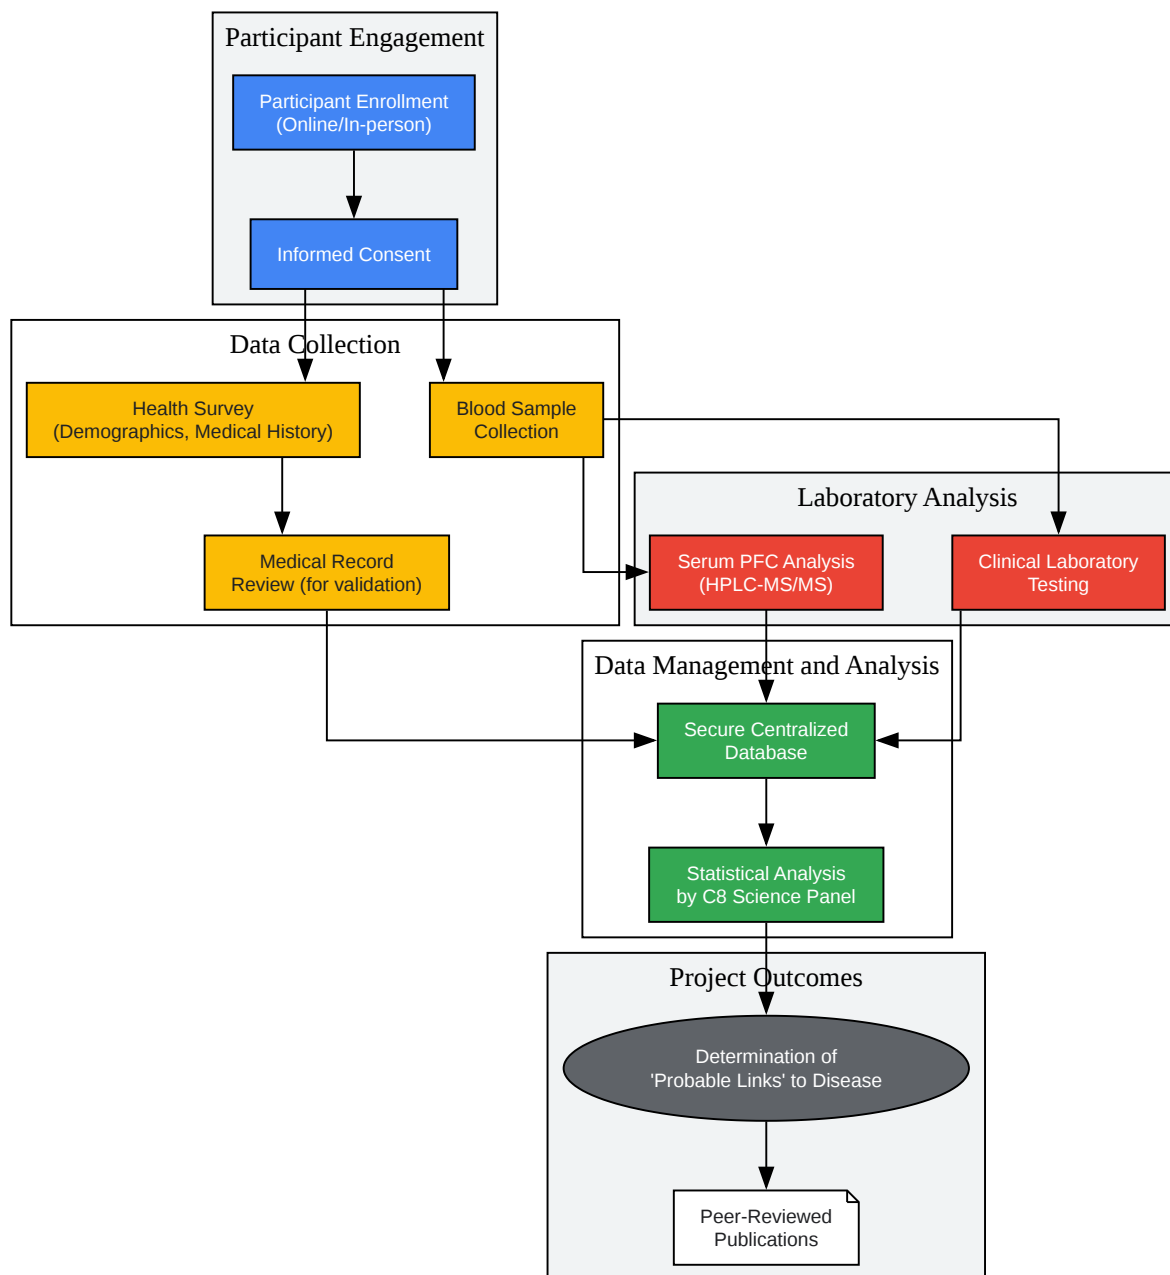 Participant Engagement
Participant Enrollment
(Online/In-person)
Informed Consent
Data Collection
Health Survey
(Demographics, Medical History)
Blood Sample
Collection
Laboratory Analysis
Medical Record
Review (for validation)
Serum PFC Analysis
(HPLC-MS/MS)
Clinical Laboratory
Testing
Data Management and Analysis
Secure Centralized
Database
Statistical Analysis
by C8 Science Panel
Project Outcomes
Determination of
'Probable Links' to Disease
Peer-Reviewed
Publications